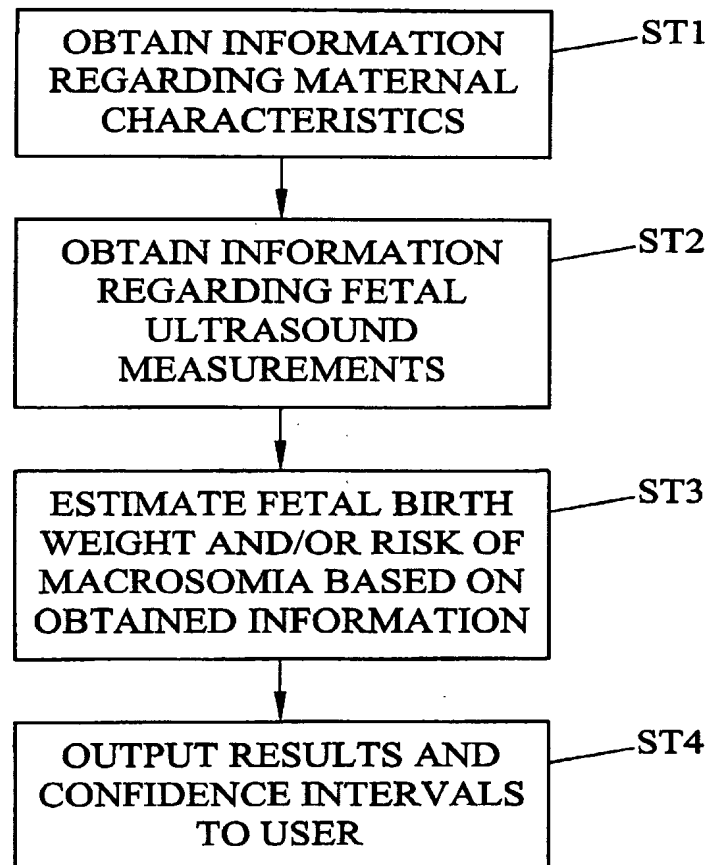 OBTAIN INFORMATION
REGARDING MATERNAL
CHARACTERISTICS
ST1
OBTAIN INFORMATION
REGARDING FETAL
ULTRASOUND
MEASUREMENTS
ST2
ESTIMATE FETAL BIRTH
WEIGHT AND/OR RISK OF
MACROSOMIA BASED ON
OBTAINED INFORMATION
ST3
OUTPUT RESULTS AND
CONFIDENCE INTERVALS
TO USER
ST4